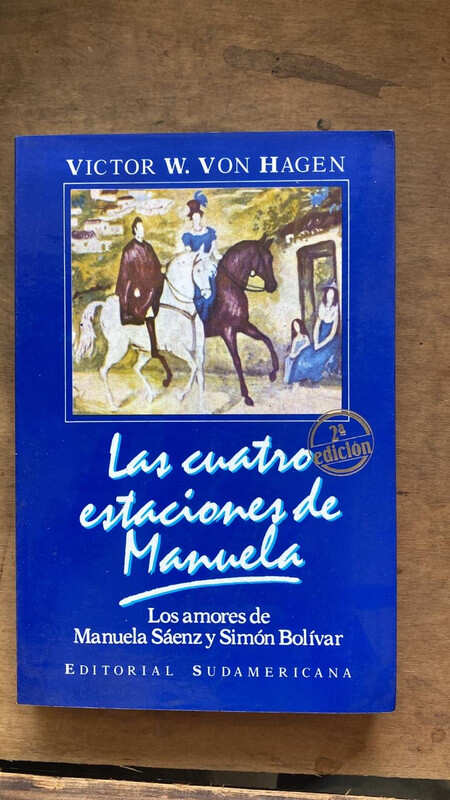 VICTOR W. VON HAGEN
2ª
edición
Las cuatro
estaciones de
Manuela
Los amores de
Manuela Sáenz y Simón Bolívar
EDITORIAL SUDAMERICANA